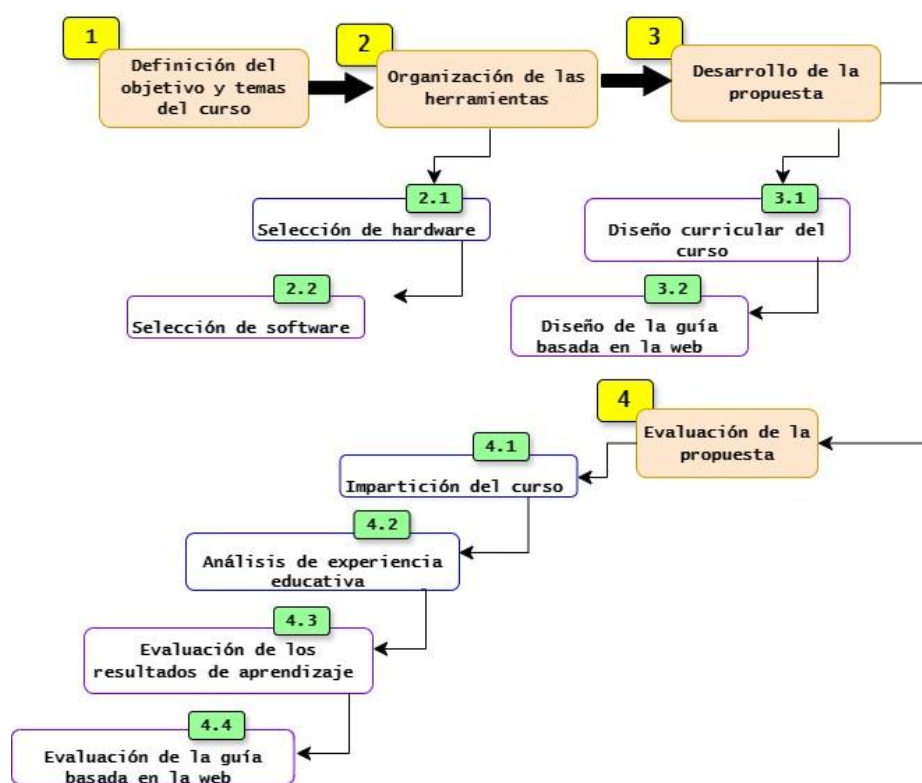 1
Definición del
objetivo y temas
del curso
2
Organización de las
herramientas
3
Desarrollo de la
propuesta
2.1
Selección de hardware
2.2
Selección de software
3.1
Diseño curricular del
curso
3.2
Diseño de la guía
basada en la web
4
Evaluación de la
propuesta
4.1
Impartición del curso
4.2
Análisis de experiencia
educativa
4.3
Evaluación de los
resultados de aprendizaje
4.4
Evaluación de la guía
basada en la web